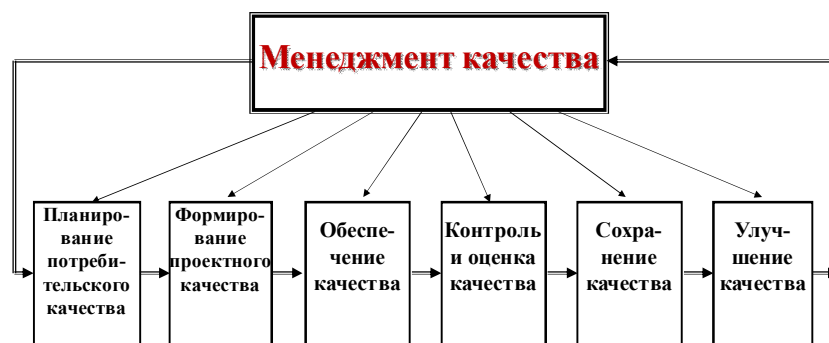 Менеджмент качества
Планиро-
вание
потреби-
тельского
качества
Формиро-
вание
проектного
качества
Обеспе-
чение
качества
Контроль
и оценка
качества
Сохра-
нение
качества
Улуч-
шение
качества